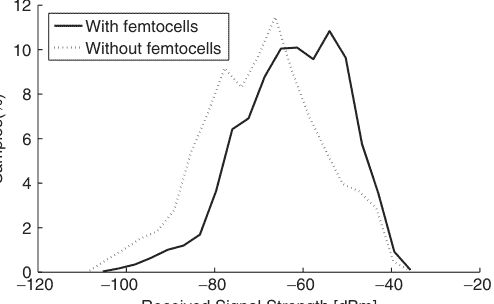 12
With femtocells
Without femtocells
10
8
6
4
2
0
−120 −100 −80 −60 −40 −20
Received Signal Strength [dBm]
Samples(%)